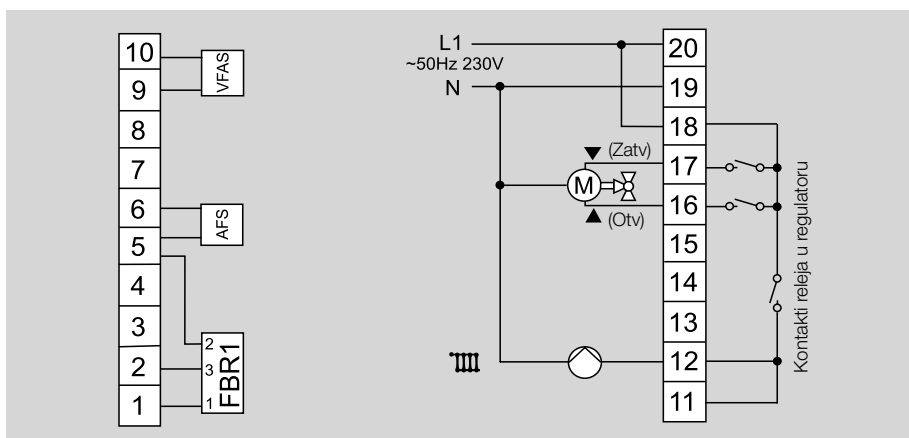 10
9
8
7
6
5
4
3
2
1
VFAS
AFS
2
3
1
FBR1
L1
~50Hz 230V
N
20
19
18
17
16
15
14
13
12
11
(Zatv)
M
(Otv)
Kontakti releja u regulatoru